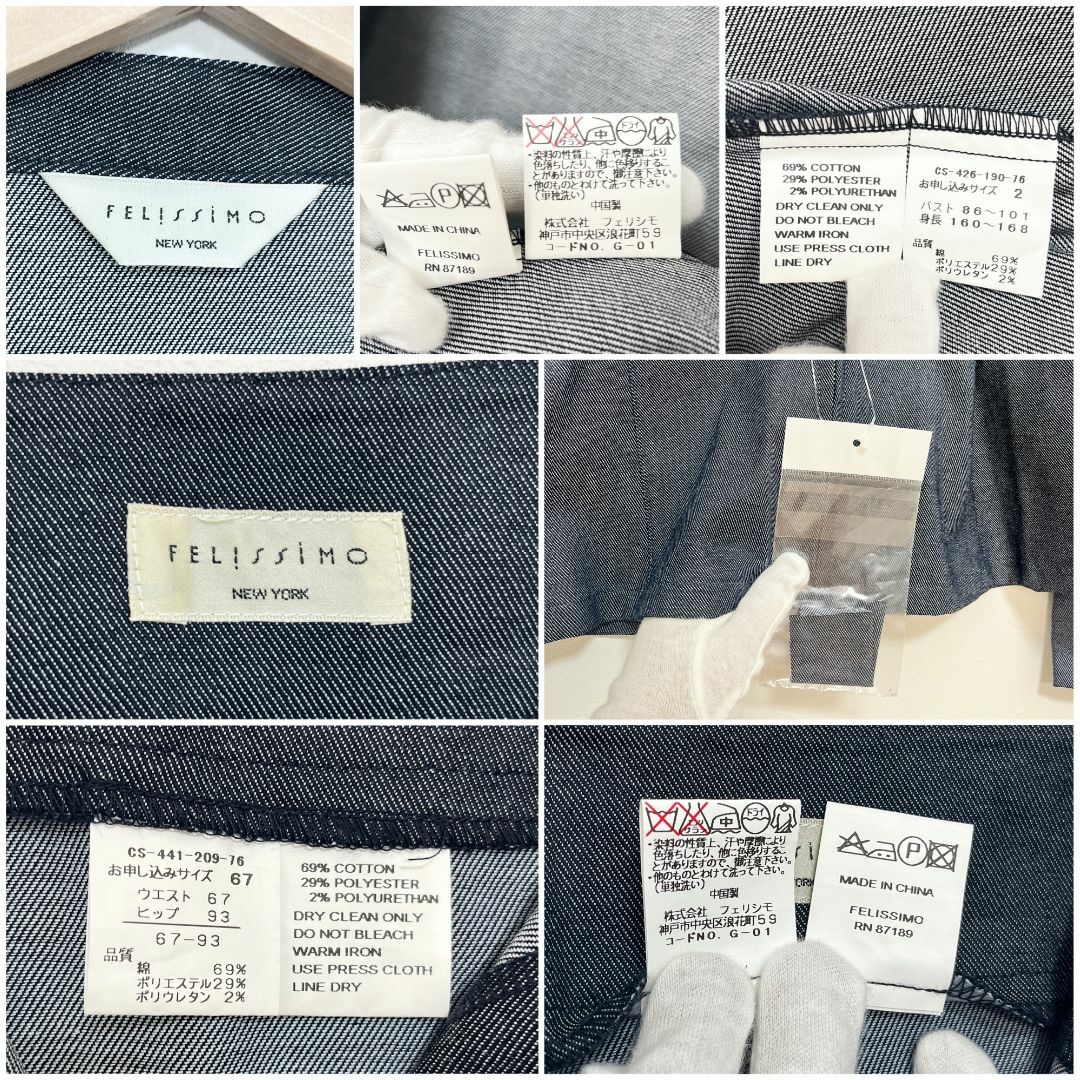 FELISSIMO
NEW YORK
MADE IN CHINA
FELISSIMO
RN 87189
・染料の性質上、汗や摩擦により
色落ちしたり、他に色移りするこ
とがありますので、御注意下さい。
・他のものとわけて洗って下さい。
(単独洗い)
中国製
株式会社 フェリシモ
神戸市中央区浪花町59
コードNO. G-01
69% COTTON
29% POLYESTER
2% POLYURETHAN
DRY CLEAN ONLY
DO NOT BLEACH
WARM IRON
USE PRESS CLOTH
LINE DRY
CS-426-190-76
お申し込みサイズ 2
バスト 86~101
身長 160~168
品質
綿 69%
ポリエステル29%
ポリウレタン 2%
FELISSIMO
NEW YORK
CS-441-209-76
お申し込みサイズ 67
ウエスト 67
ヒップ 93
67-93
品質
綿 69%
ポリエステル29%
ポリウレタン 2%
69% COTTON
29% POLYESTER
2% POLYURETHAN
DRY CLEAN ONLY
DO NOT BLEACH
WARM IRON
USE PRESS CLOTH
LINE DRY
中
ドライ
・染料の性質上、汗や摩擦により
色落ちしたり、他に色移りするこ
とがありますので、御注意下さい。
・他のものとわけて洗って下さい。
(単独洗い)
中国製
株式会社 フェリシモ
神戸市中央区浪花町59
コードNO. G-01
P
MADE IN CHINA
FELISSIMO
RN 87189